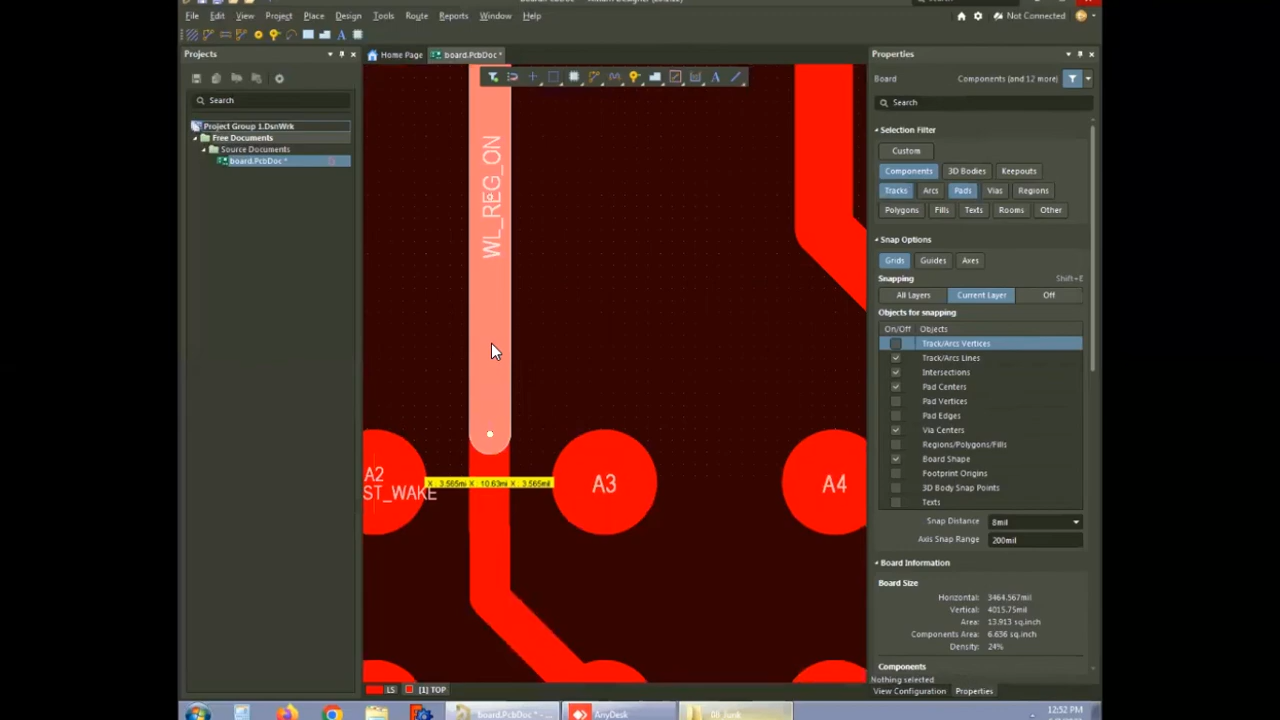 File Edit View Project Place Design Tools Route Reports Window Help
Not Connected
Projects
Home Page
board.PcbDoc *
Search
Project Group 1.DsnWrk
Free Documents
Source Documents
board.PcbDoc *
WL_REG_ON
A2
ST_WAKE
A3
A4
LS
[1] TOP
Properties
Board
Components (and 12 more)
Search
Selection Filter
Custom
Components 3D Bodies Keepouts
Tracks Arcs Pads Vias Regions
Polygons Fills Texts Rooms Other
Snap Options
Grids Guides Axes
Snapping Shift+E
All Layers Current Layer Off
Objects for snapping
On/Off Objects
Track/Arcs Vertices
Track/Arcs Lines
Intersections
Pad Centers
Pad Vertices
Pad Edges
Via Centers
Regions/Polygons/Fills
Board Shape
Footprint Origins
3D Body Snap Points
Texts
Snap Distance 8mil
Axis Snap Range 200mil
Board Information
Board Size
Horizontal: 3464.567mil
Vertical: 4015.75mil
Area: 13.913 sq.inch
Components Area: 6.636 sq.inch
Density: 24%
Components
Nothing selected
View Configuration Properties
board.PcbDoc * -...
AnyDesk
12:52 PM